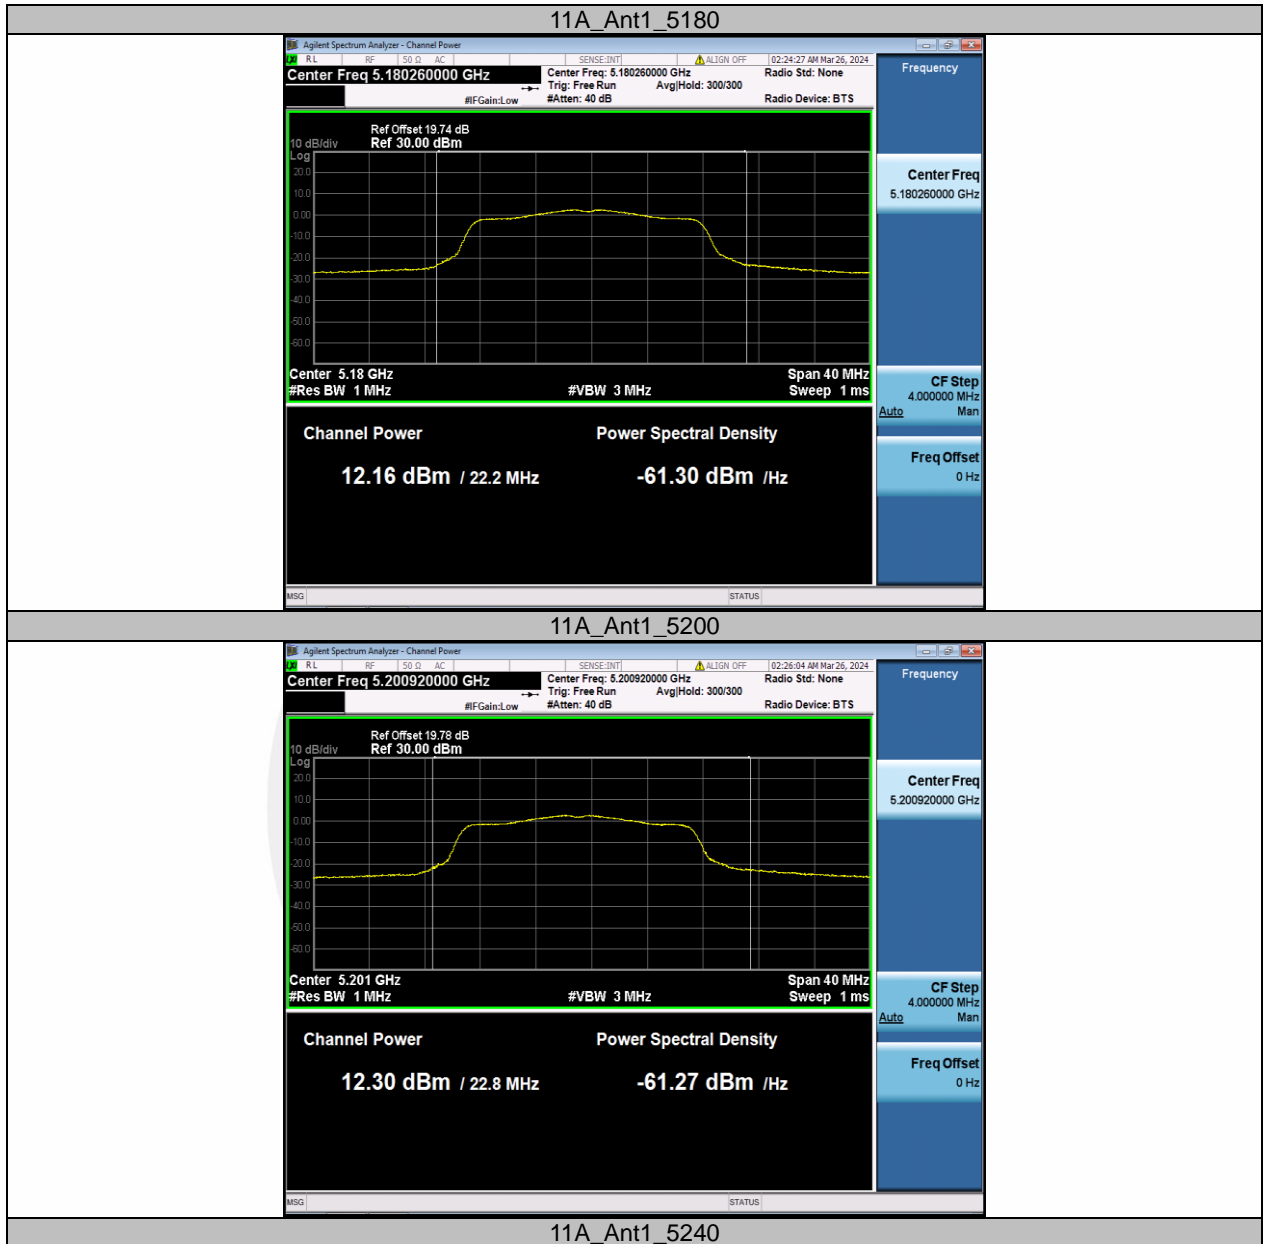 11A_Ant1_5180
Agilent Spectrum Analyzer - Channel Power
RL RF 50 Ω AC SENSE:INT ALIGN OFF 02:24:27 AM Mar 26, 2024
Center Freq 5.180260000 GHz
Center Freq: 5.180260000 GHz Radio Std: None
Trig: Free Run Avg|Hold: 300/300
#IFGain:Low #Atten: 40 dB Radio Device: BTS
Frequency
Ref Offset 19.74 dB
10 dB/div Ref 30.00 dBm
Log
20.0
10.0
0.00
-10.0
-20.0
-30.0
-40.0
-50.0
-60.0
Center 5.18 GHz Span 40 MHz
#Res BW 1 MHz #VBW 3 MHz Sweep 1 ms
Center Freq
5.180260000 GHz
CF Step
4.000000 MHz
Auto Man
Freq Offset
0 Hz
Channel Power Power Spectral Density
12.16 dBm / 22.2 MHz -61.30 dBm /Hz
MSG STATUS
11A_Ant1_5200
Agilent Spectrum Analyzer - Channel Power
RL RF 50 Ω AC SENSE:INT ALIGN OFF 02:26:04 AM Mar 26, 2024
Center Freq 5.200920000 GHz
Center Freq: 5.200920000 GHz Radio Std: None
Trig: Free Run Avg|Hold: 300/300
#IFGain:Low #Atten: 40 dB Radio Device: BTS
Frequency
Ref Offset 19.78 dB
10 dB/div Ref 30.00 dBm
Log
20.0
10.0
0.00
-10.0
-20.0
-30.0
-40.0
-50.0
-60.0
Center 5.201 GHz Span 40 MHz
#Res BW 1 MHz #VBW 3 MHz Sweep 1 ms
Center Freq
5.200920000 GHz
CF Step
4.000000 MHz
Auto Man
Freq Offset
0 Hz
Channel Power Power Spectral Density
12.30 dBm / 22.8 MHz -61.27 dBm /Hz
MSG STATUS
11A_Ant1_5240